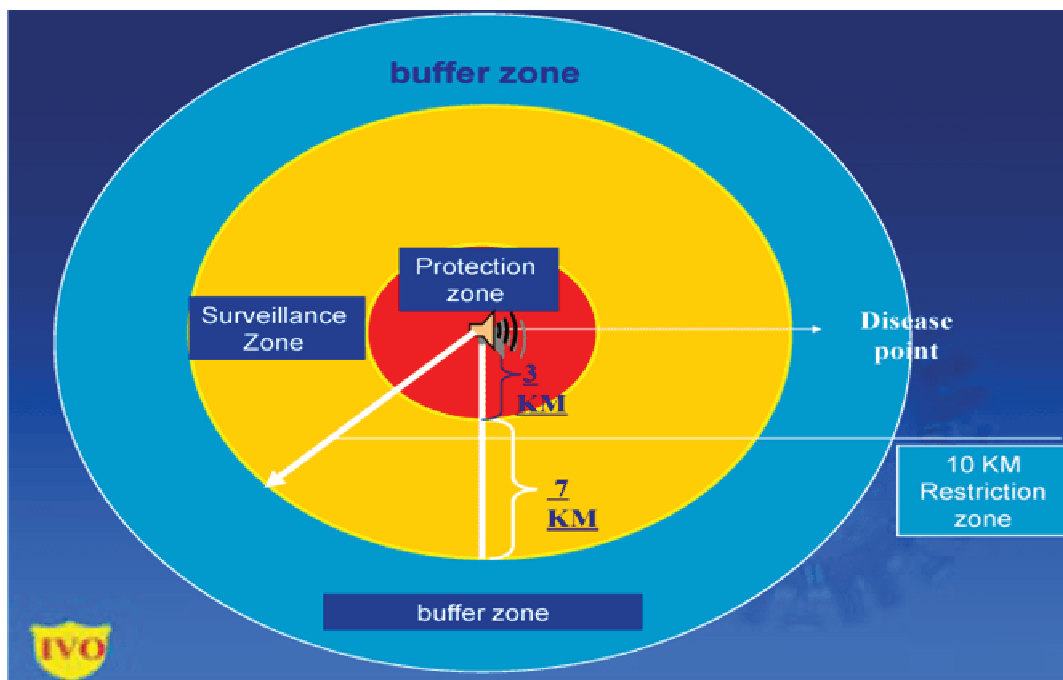 buffer zone
Protection
zone
Surveillance
Zone
Disease
point
3
KM
10 KM
Restriction
zone
7
KM
buffer zone
IVO